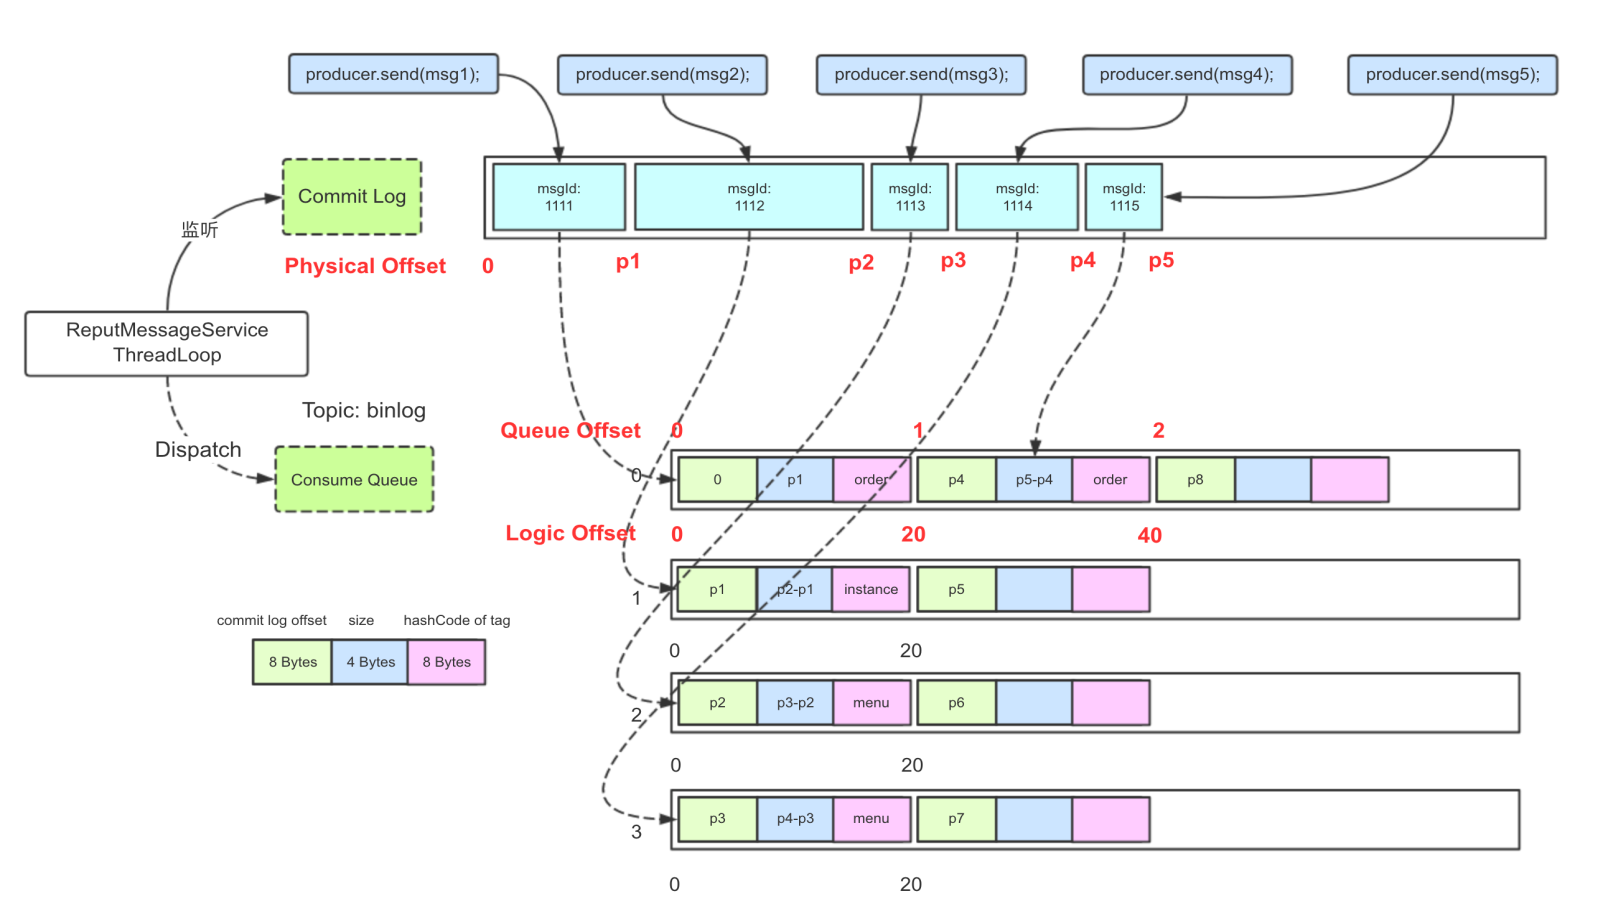 producer.send(msg1);
producer.send(msg2);
producer.send(msg3);
producer.send(msg4);
producer.send(msg5);
Commit Log
msgId:
1111
msgId:
1112
msgId:
1113
msgId:
1114
msgId:
1115
监听
Physical Offset
0
p1
p2
p3
p4
p5
ReputMessageService
ThreadLoop
Topic: binlog
Dispatch
Consume Queue
Queue Offset
0
1
2
0
0
p1
order
p4
p5-p4
order
p8
Logic Offset
0
20
40
1
p1
p2-p1
instance
p5
0
20
commit log offset
size
hashCode of tag
8 Bytes
4 Bytes
8 Bytes
2
p2
p3-p2
menu
p6
0
20
3
p3
p4-p3
menu
p7
0
20